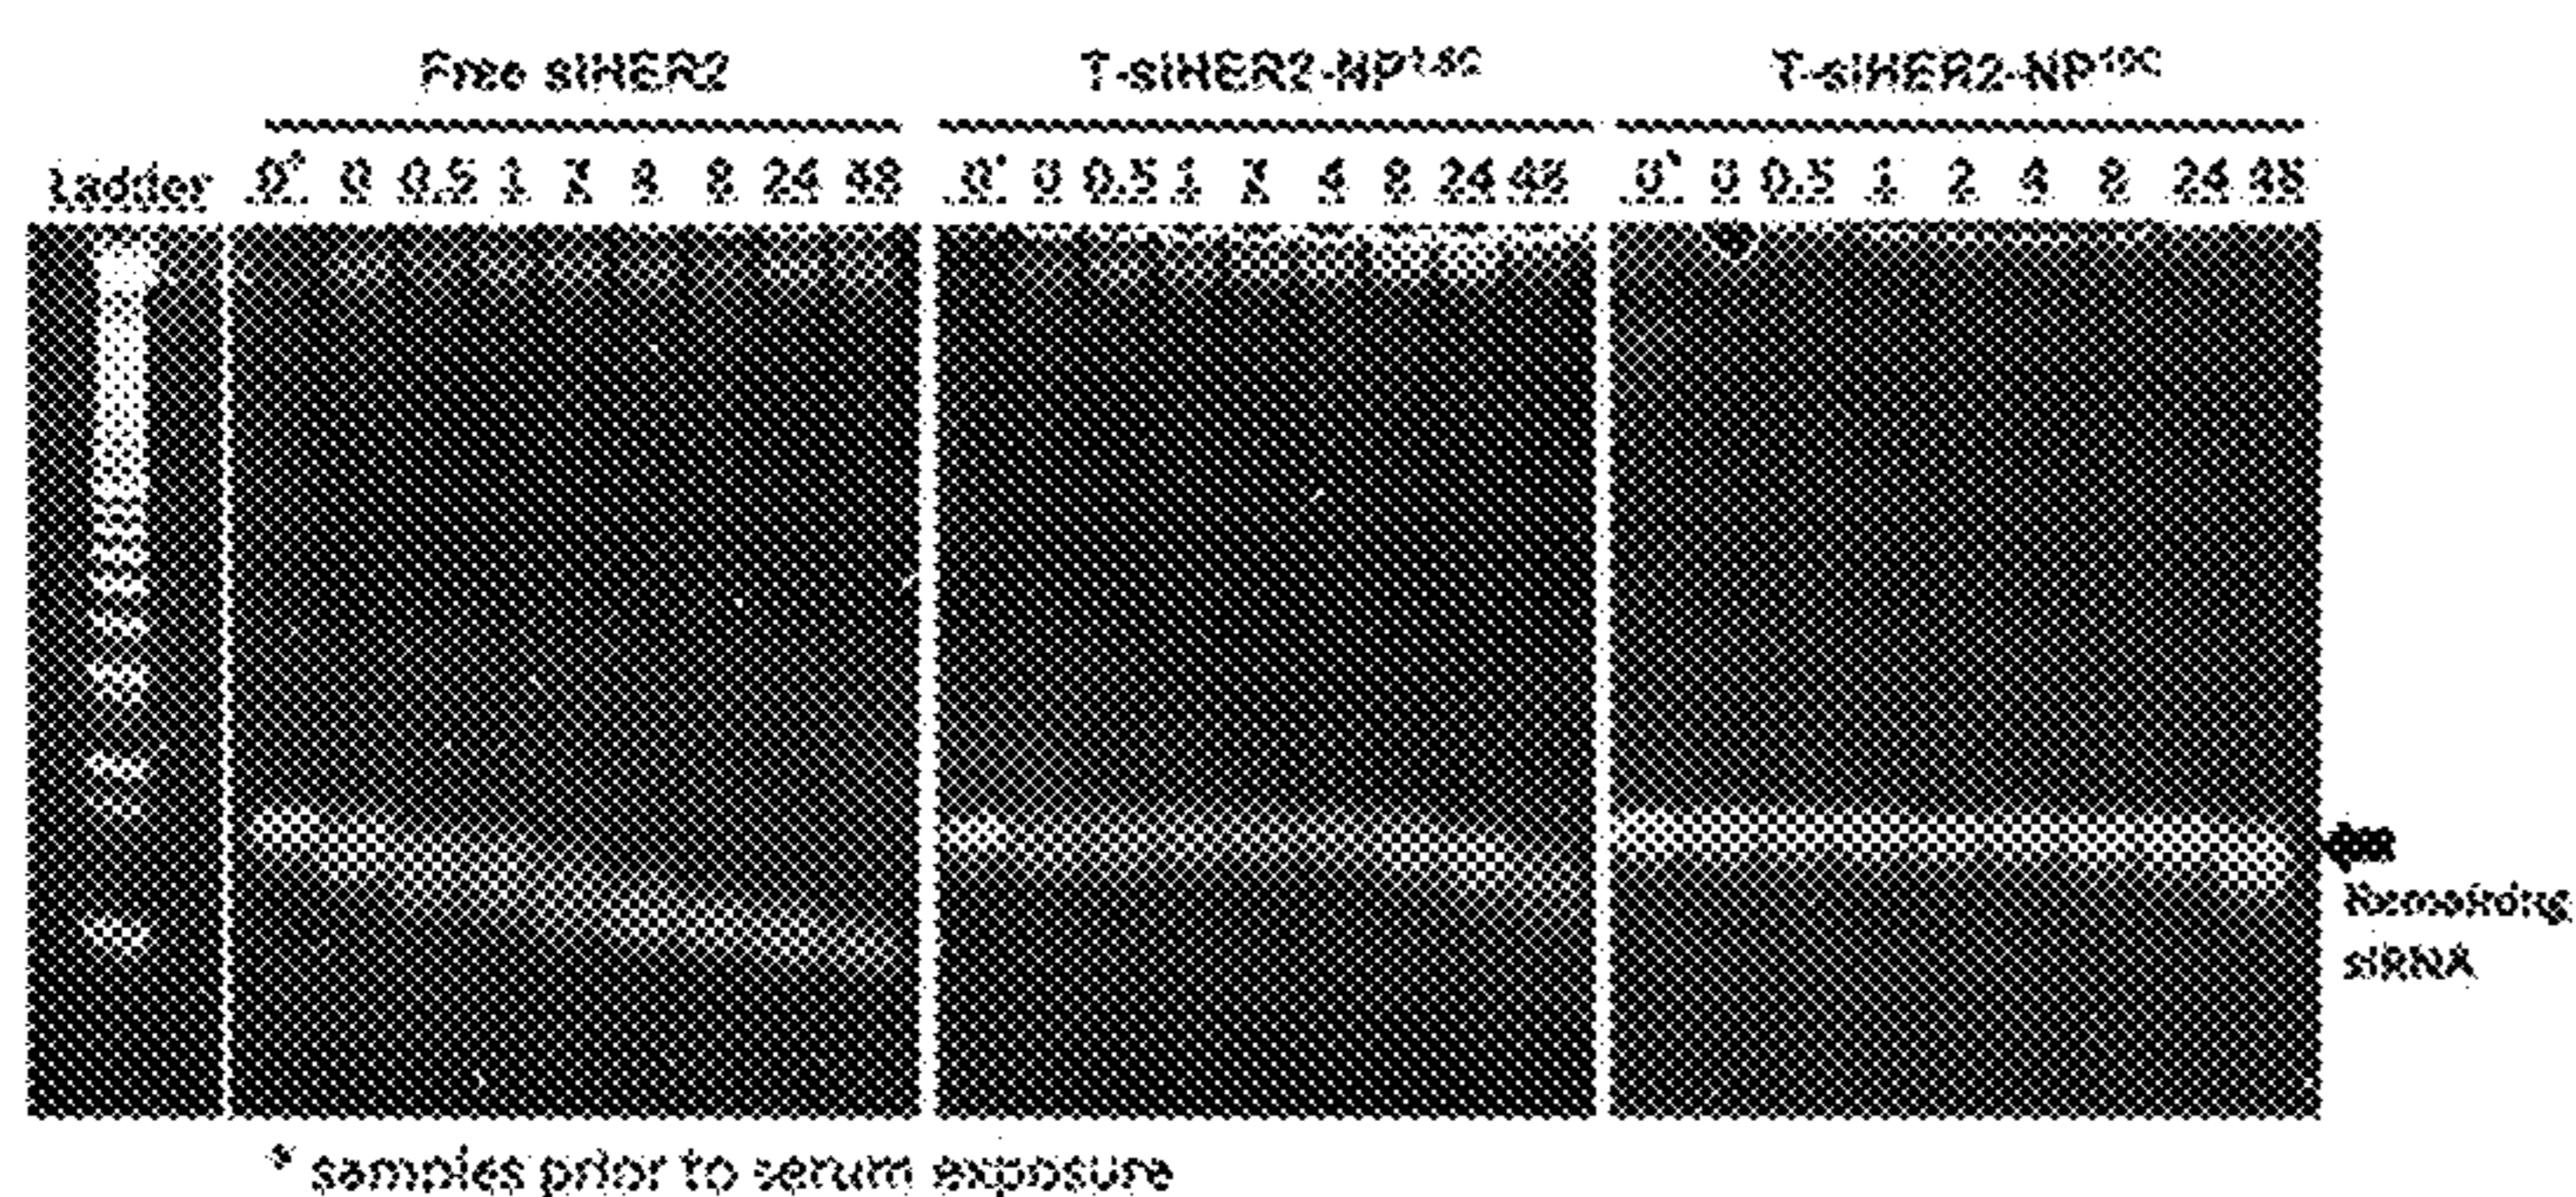 Free siHER2 T-siHER2-NP T-siHER2-NP¹⁰ᶜ
Ladder 0* 0 0.5 1 2 4 8 24 48 0* 0 0.5 1 2 4 8 24 48 0* 0 0.5 1 2 4 8 24 48
Remaining
siRNA
* samples prior to serum exposure